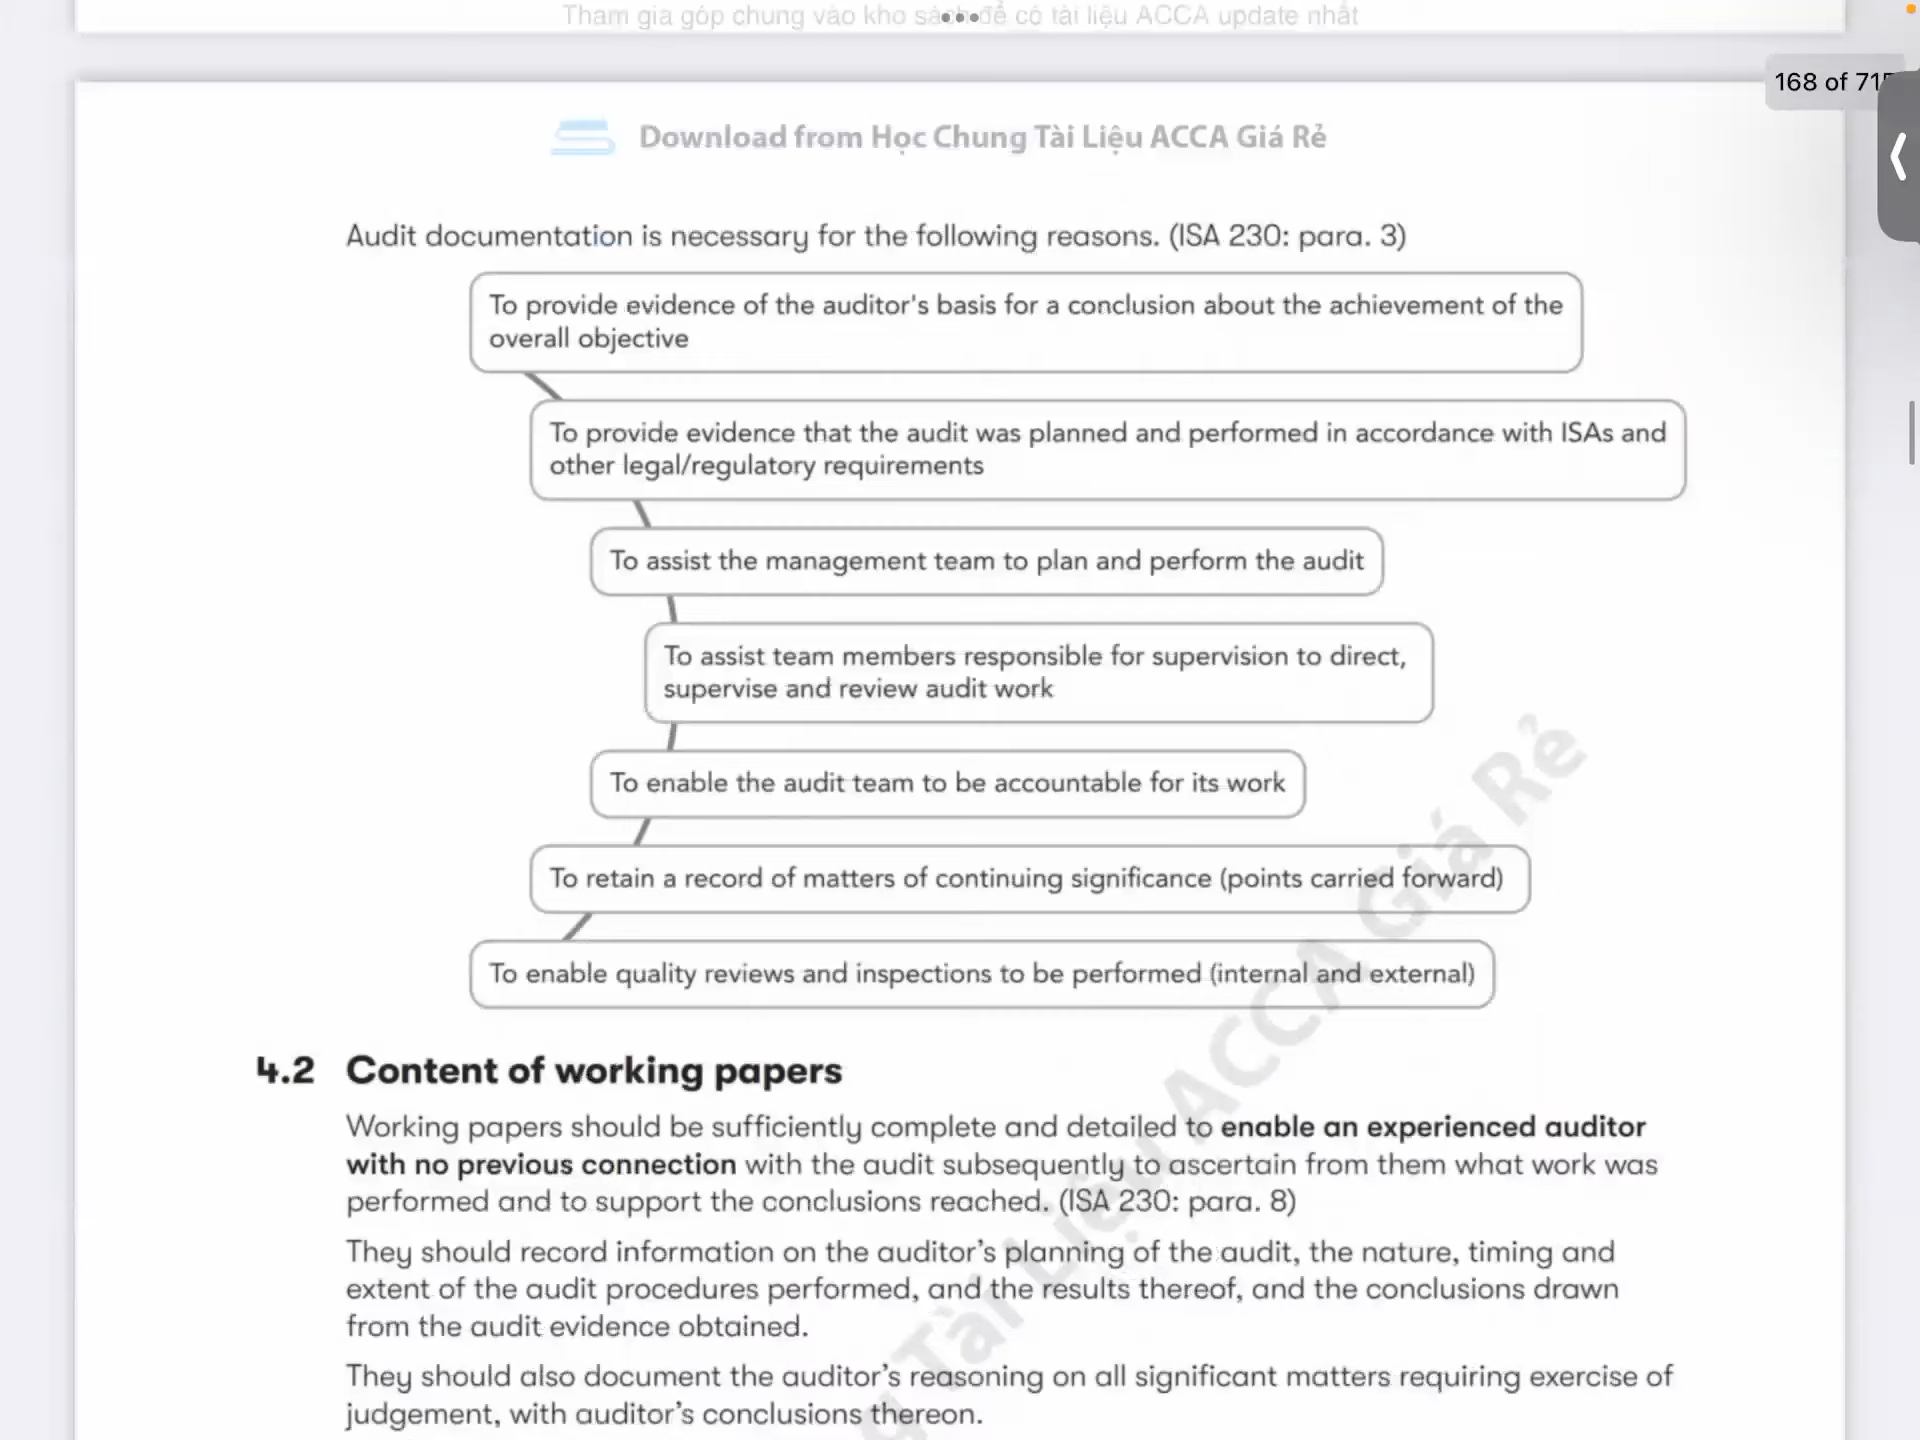 Tham gia góp chung vào kho sách để có tài liệu ACCA update nhất
168 of 715
Download from Học Chung Tài Liệu ACCA Giá Rẻ
Audit documentation is necessary for the following reasons. (ISA 230: para. 3)
To provide evidence of the auditor's basis for a conclusion about the achievement of the
overall objective
To provide evidence that the audit was planned and performed in accordance with ISAs and
other legal/regulatory requirements
To assist the management team to plan and perform the audit
To assist team members responsible for supervision to direct,
supervise and review audit work
To enable the audit team to be accountable for its work
To retain a record of matters of continuing significance (points carried forward)
To enable quality reviews and inspections to be performed (internal and external)
4.2 Content of working papers
Working papers should be sufficiently complete and detailed to enable an experienced auditor
with no previous connection with the audit subsequently to ascertain from them what work was
performed and to support the conclusions reached. (ISA 230: para. 8)
They should record information on the auditor’s planning of the audit, the nature, timing and
extent of the audit procedures performed, and the results thereof, and the conclusions drawn
from the audit evidence obtained.
They should also document the auditor’s reasoning on all significant matters requiring exercise of
judgement, with auditor’s conclusions thereon.
g Tài Liệu ACCA Giá Rẻ